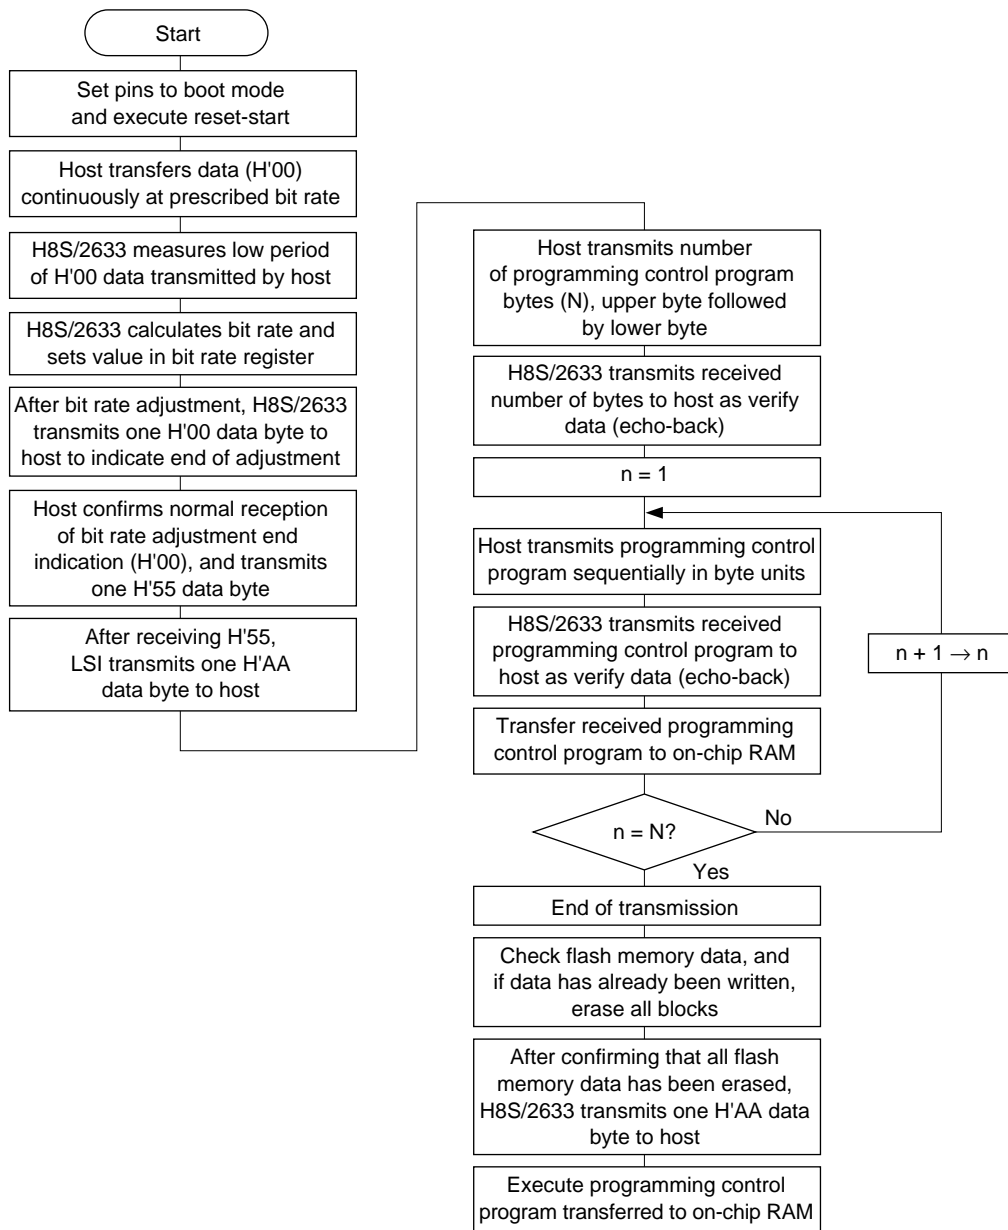 Start
Set pins to boot mode
and execute reset-start
Host transfers data (H'00)
continuously at prescribed bit rate
H8S/2633 measures low period
of H'00 data transmitted by host
H8S/2633 calculates bit rate and
sets value in bit rate register
After bit rate adjustment, H8S/2633
transmits one H'00 data byte to
host to indicate end of adjustment
Host confirms normal reception
of bit rate adjustment end
indication (H'00), and transmits
one H'55 data byte
After receiving H'55,
LSI transmits one H'AA
data byte to host
Host transmits number
of programming control program
bytes (N), upper byte followed
by lower byte
H8S/2633 transmits received
number of bytes to host as verify
data (echo-back)
n = 1
Host transmits programming control
program sequentially in byte units
H8S/2633 transmits received
programming control program to
host as verify data (echo-back)
n + 1 → n
Transfer received programming
control program to on-chip RAM
n = N?
No
Yes
End of transmission
Check flash memory data, and
if data has already been written,
erase all blocks
After confirming that all flash
memory data has been erased,
H8S/2633 transmits one H'AA data
byte to host
Execute programming control
program transferred to on-chip RAM